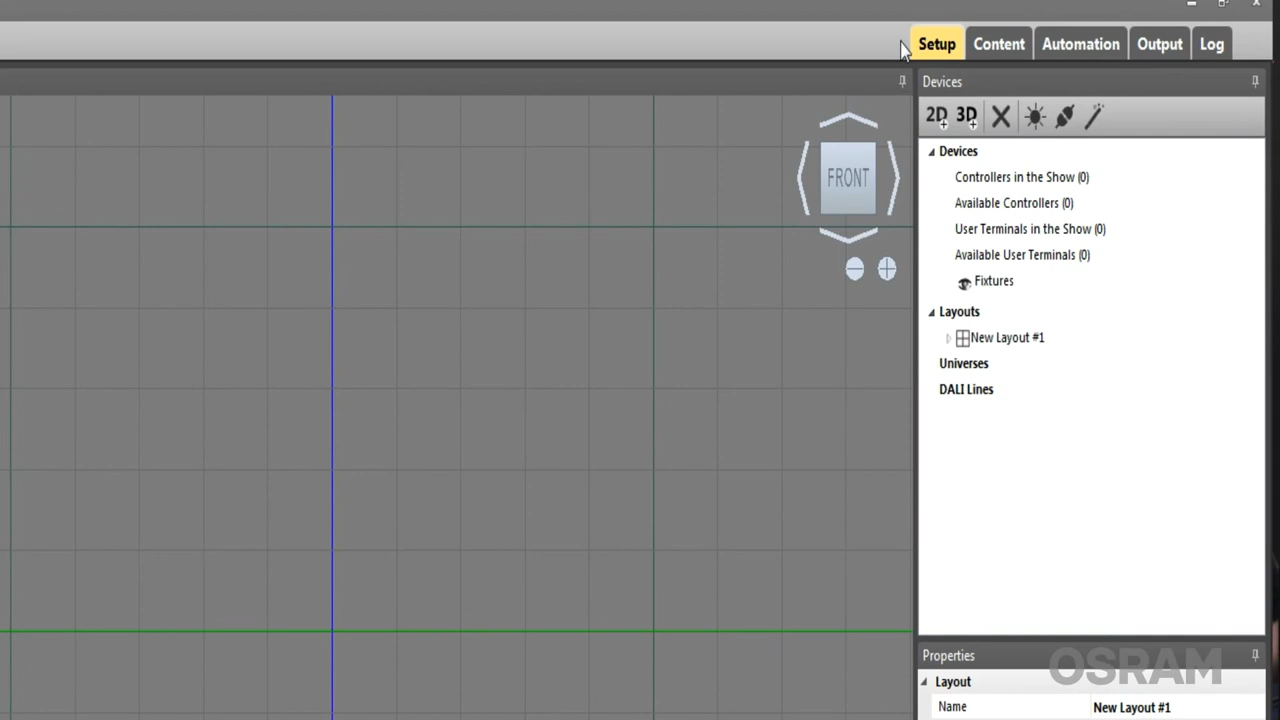 Setup
Content
Automation
Output
Log
Devices
2D
3D
FRONT
Devices
Controllers in the Show (0)
Available Controllers (0)
User Terminals in the Show (0)
Available User Terminals (0)
Fixtures
Layouts
New Layout #1
Universes
DALI Lines
Properties
OSRAM
Layout
Name
New Layout #1